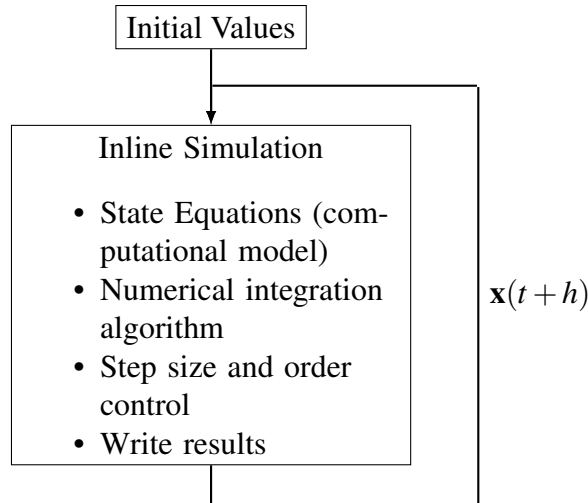 Initial Values
Inline Simulation
• State Equations (com-
putational model)
• Numerical integration
algorithm
• Step size and order
control
• Write results
x(t + h)